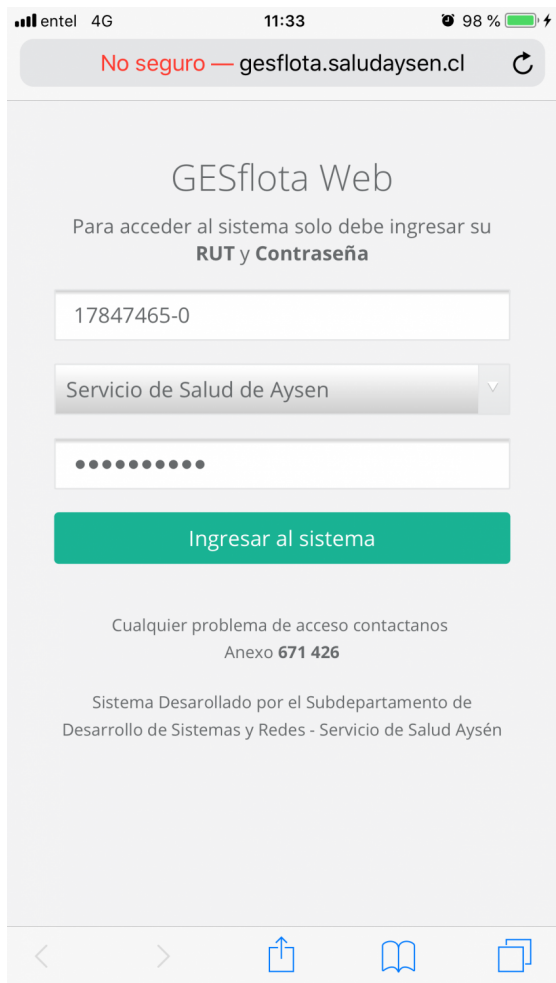 entel 4G 11:33 98 %
No seguro — gesflota.saludaysen.cl
GESflota Web
Para acceder al sistema solo debe ingresar su
RUT y Contraseña
17847465-0
Servicio de Salud de Aysen
••••••••••
Ingresar al sistema
Cualquier problema de acceso contactanos
Anexo 671 426
Sistema Desarollado por el Subdepartamento de
Desarrollo de Sistemas y Redes - Servicio de Salud Aysén